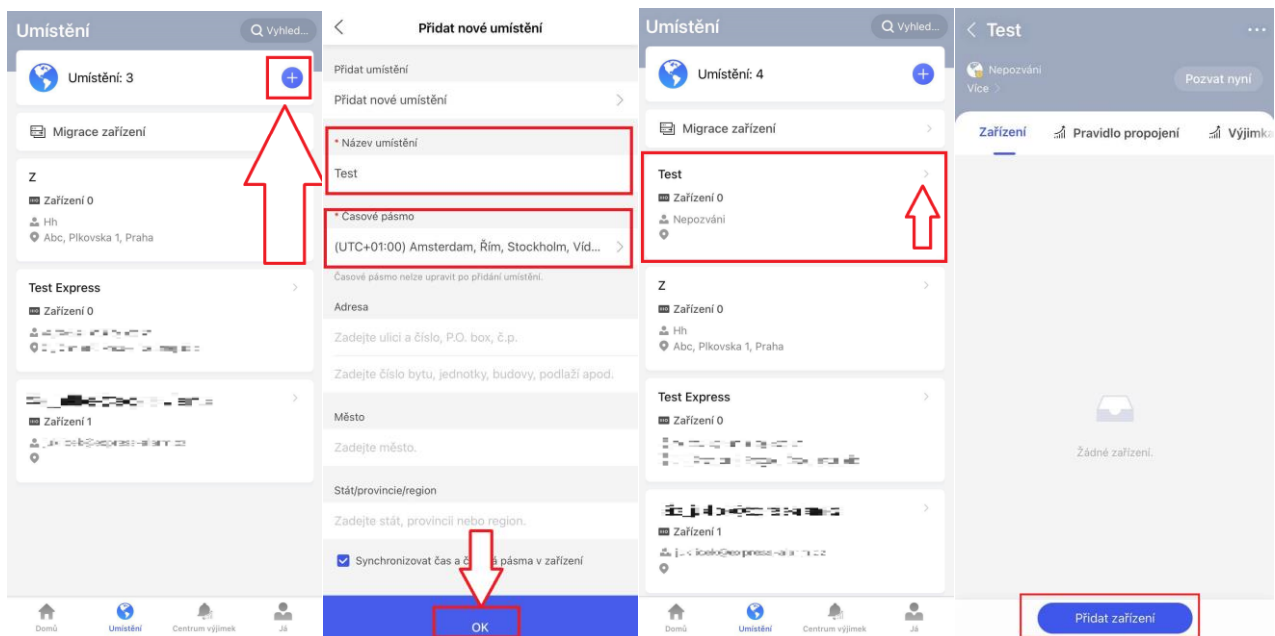 Umístění
Vyhled...
Umístění: 3
Migrace zařízení
Z
Zařízení 0
Hh
Abc, Plkovska 1, Praha
Test Express
Zařízení 0
Zařízení 1
Domů
Umístění
Centrum výjimek
Já
Přidat nové umístění
Přidat umístění
Přidat nové umístění
* Název umístění
Test
* Časové pásmo
(UTC+01:00) Amsterdam, Řím, Stockholm, Víd...
Časové pásmo nelze upravit po přidání umístění.
Adresa
Zadejte ulici a číslo, P.O. box, č.p.
Zadejte číslo bytu, jednotky, budovy, podlaží apod.
Město
Zadejte město.
Stát/provincie/region
Zadejte stát, provincii nebo region.
Synchronizovat čas a pásma v zařízení
OK
Umístění
Vyhled...
Umístění: 4
Migrace zařízení
Test
Zařízení 0
Nepozváni
Z
Zařízení 0
Hh
Abc, Plkovska 1, Praha
Test Express
Zařízení 0
Zařízení 1
Domů
Umístění
Centrum výjimek
Já
Test
Nepozváni
Více
Pozvat nyní
Zařízení
Pravidlo propojení
Výjimka
Žádné zařízení.
Přidat zařízení